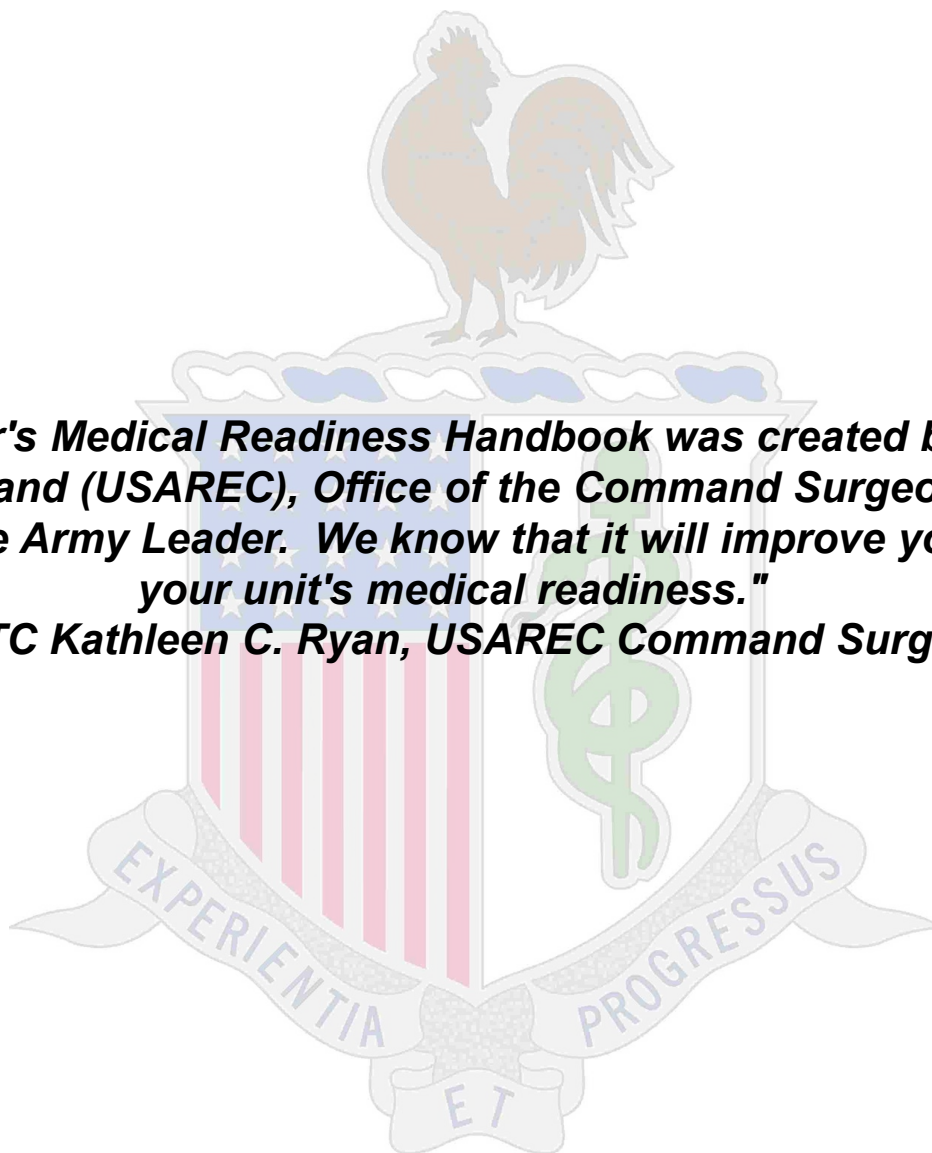 r's Medical Readiness Handbook was created b
and (USAREC), Office of the Command Surgeo
e Army Leader.  We know that it will improve yo
your unit's medical readiness."
TC Kathleen C. Ryan, USAREC Command Surg
EXPERIENTIA
ET
PROGRESSUS